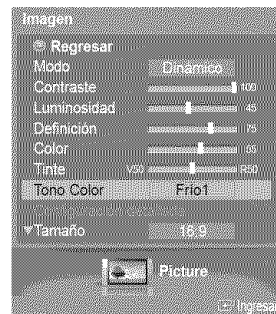 Imagen
Regresar
Modo Dinámico
Contraste 100
Luminosidad 45
Definición 75
Color 55
Tinte V50 R50
Tono Color Frío1
Tamaño 16:9
Picture
Ingresar